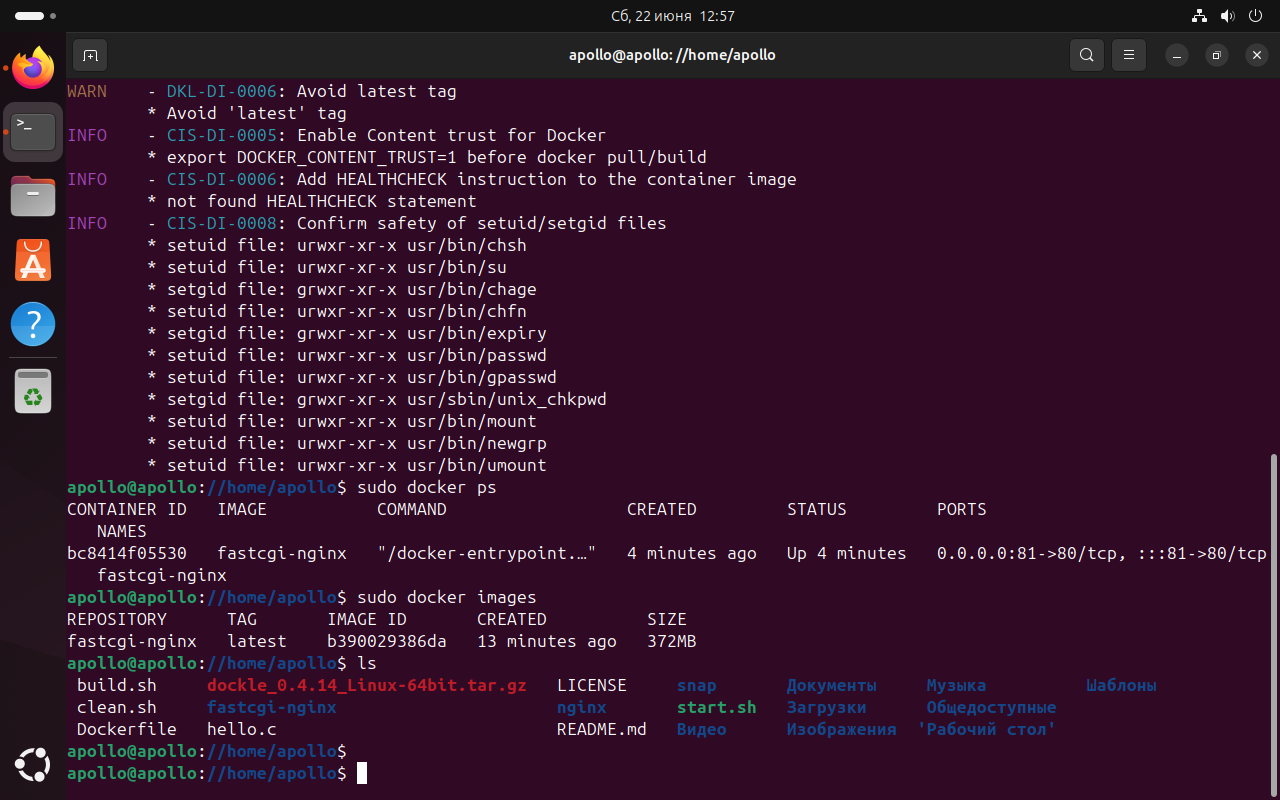 Сб, 22 июня 12:57
apollo@apollo: //home/apollo
WARN    - DKL-DI-0006: Avoid latest tag
        * Avoid 'latest' tag
INFO    - CIS-DI-0005: Enable Content trust for Docker
        * export DOCKER_CONTENT_TRUST=1 before docker pull/build
INFO    - CIS-DI-0006: Add HEALTHCHECK instruction to the container image
        * not found HEALTHCHECK statement
INFO    - CIS-DI-0008: Confirm safety of setuid/setgid files
        * setuid file: urwxr-xr-x usr/bin/chsh
        * setuid file: urwxr-xr-x usr/bin/su
        * setgid file: grwxr-xr-x usr/bin/chage
        * setuid file: urwxr-xr-x usr/bin/chfn
        * setgid file: grwxr-xr-x usr/bin/expiry
        * setuid file: urwxr-xr-x usr/bin/passwd
        * setuid file: urwxr-xr-x usr/bin/gpasswd
        * setgid file: grwxr-xr-x usr/sbin/unix_chkpwd
        * setuid file: urwxr-xr-x usr/bin/mount
        * setuid file: urwxr-xr-x usr/bin/newgrp
        * setuid file: urwxr-xr-x usr/bin/umount
apollo@apollo://home/apollo$ sudo docker ps
CONTAINER ID   IMAGE           COMMAND                  CREATED         STATUS         PORTS
   NAMES
bc8414f05530   fastcgi-nginx   "/docker-entrypoint.…"   4 minutes ago   Up 4 minutes   0.0.0.0:81->80/tcp, :::81->80/tcp
   fastcgi-nginx
apollo@apollo://home/apollo$ sudo docker images
REPOSITORY      TAG       IMAGE ID       CREATED          SIZE
fastcgi-nginx   latest    b390029386da   13 minutes ago   372MB
apollo@apollo://home/apollo$ ls
 build.sh     dockle_0.4.14_Linux-64bit.tar.gz   LICENSE     snap       Документы     Музыка          Шаблоны
 clean.sh     fastcgi-nginx                      nginx       start.sh   Загрузки      Общедоступные
 Dockerfile   hello.c                            README.md   Видео      Изображения  'Рабочий стол'
apollo@apollo://home/apollo$
apollo@apollo://home/apollo$